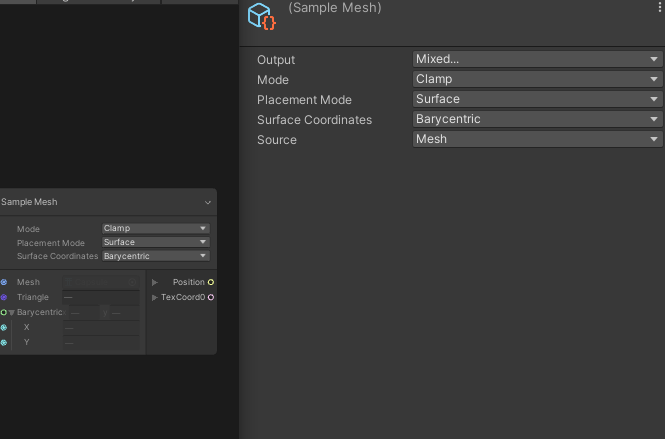 (Sample Mesh)
Output Mixed...
Mode Clamp
Placement Mode Surface
Surface Coordinates Barycentric
Source Mesh
Sample Mesh
Mode Clamp
Placement Mode Surface
Surface Coordinates Barycentric
Mesh Position
Triangle — TexCoord0
Barycentric — Y —
X —
Y —